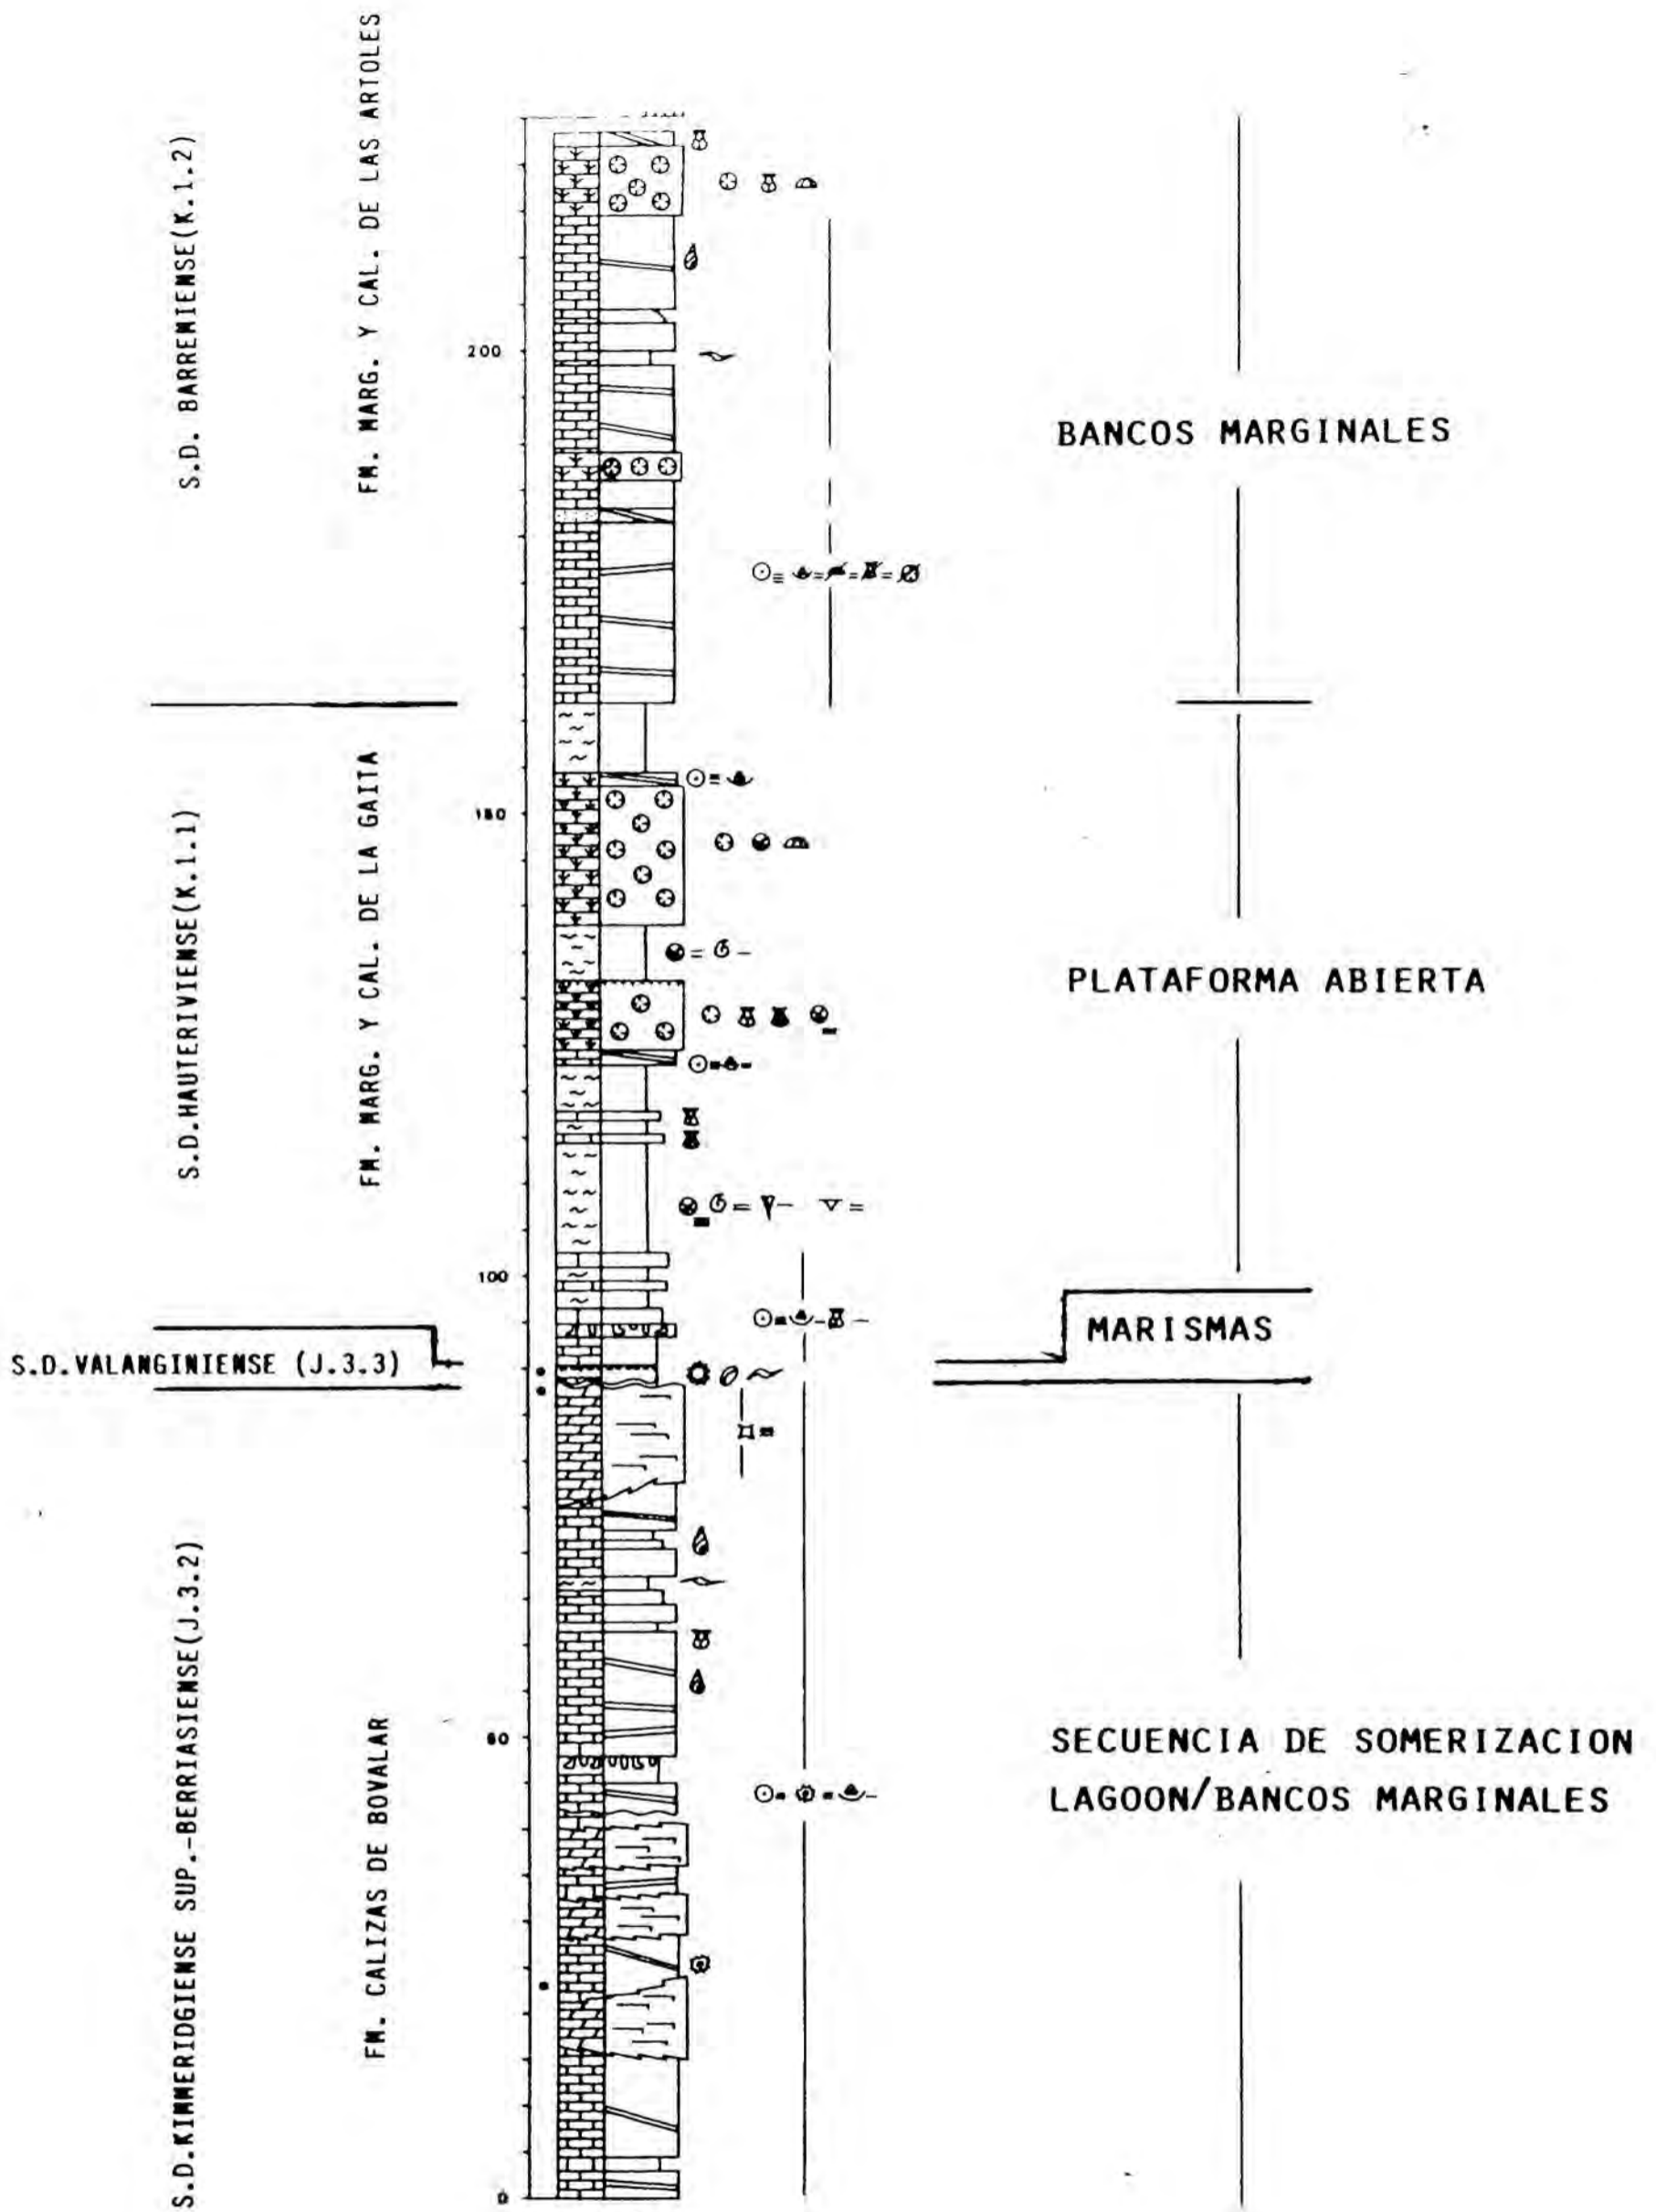 S.D. BARREMIENSE(K.1.2)
FM. MARG. Y CAL. DE LAS ARTOLES
200
BANCOS MARGINALES
S.D.HAUTERIVIENSE(K.1.1)
FM. MARG. Y CAL. DE LA GAITA
150
PLATAFORMA ABIERTA
100
MARISMAS
S.D.VALANGINIENSE (J.3.3)
S.D.KIMMERIDGIENSE SUP.-BERRIASIENSE(J.3.2)
FM. CALIZAS DE BOVALAR
50
SECUENCIA DE SOMERIZACION
LAGOON/BANCOS MARGINALES
0